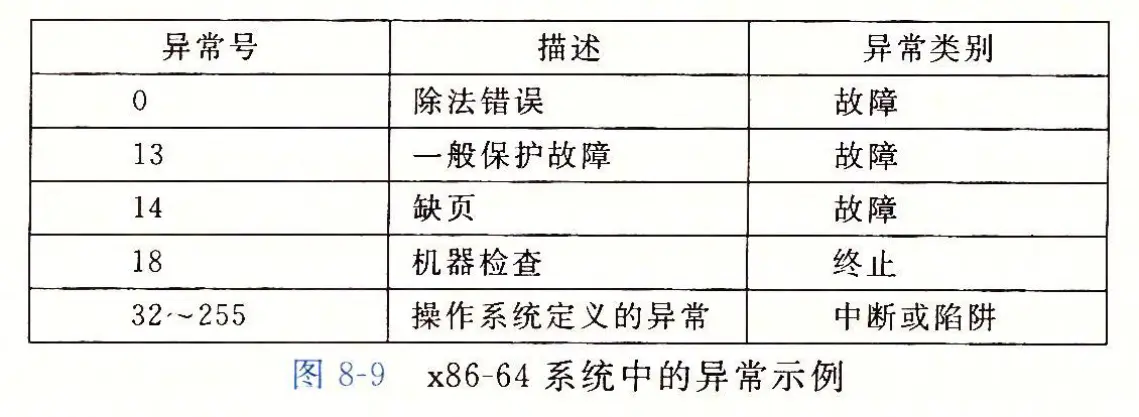 异常号 描述 异常类别
0 除法错误 故障
13 一般保护故障 故障
14 缺页 故障
18 机器检查 终止
32~255 操作系统定义的异常 中断或陷阱
图 8-9 x86-64 系统中的异常示例